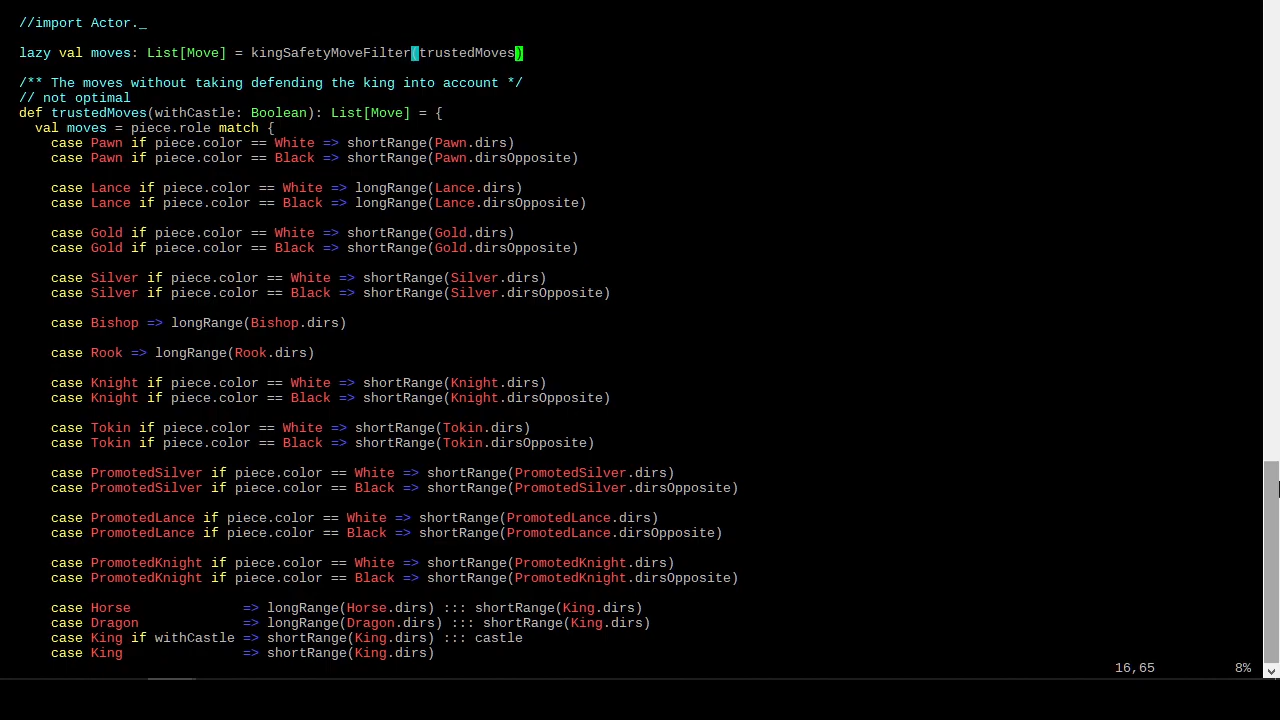 //import Actor._
lazy val moves: List[Move] = kingSafetyMoveFilter(trustedMoves)
/** The moves without taking defending the king into account */
// not optimal
def trustedMoves(withCastle: Boolean): List[Move] = {
val moves = piece.role match {
case Pawn if piece.color == White => shortRange(Pawn.dirs)
case Pawn if piece.color == Black => shortRange(Pawn.dirsOpposite)
case Lance if piece.color == White => longRange(Lance.dirs)
case Lance if piece.color == Black => longRange(Lance.dirsOpposite)
case Gold if piece.color == White => shortRange(Gold.dirs)
case Gold if piece.color == Black => shortRange(Gold.dirsOpposite)
case Silver if piece.color == White => shortRange(Silver.dirs)
case Silver if piece.color == Black => shortRange(Silver.dirsOpposite)
case Bishop => longRange(Bishop.dirs)
case Rook => longRange(Rook.dirs)
case Knight if piece.color == White => shortRange(Knight.dirs)
case Knight if piece.color == Black => shortRange(Knight.dirsOpposite)
case Tokin if piece.color == White => shortRange(Tokin.dirs)
case Tokin if piece.color == Black => shortRange(Tokin.dirsOpposite)
case PromotedSilver if piece.color == White => shortRange(PromotedSilver.dirs)
case PromotedSilver if piece.color == Black => shortRange(PromotedSilver.dirsOpposite)
case PromotedLance if piece.color == White => shortRange(PromotedLance.dirs)
case PromotedLance if piece.color == Black => shortRange(PromotedLance.dirsOpposite)
case PromotedKnight if piece.color == White => shortRange(PromotedKnight.dirs)
case PromotedKnight if piece.color == Black => shortRange(PromotedKnight.dirsOpposite)
case Horse => longRange(Horse.dirs) ::: shortRange(King.dirs)
case Dragon => longRange(Dragon.dirs) ::: shortRange(King.dirs)
case King if withCastle => shortRange(King.dirs) ::: castle
case King => shortRange(King.dirs)
16,65 8%